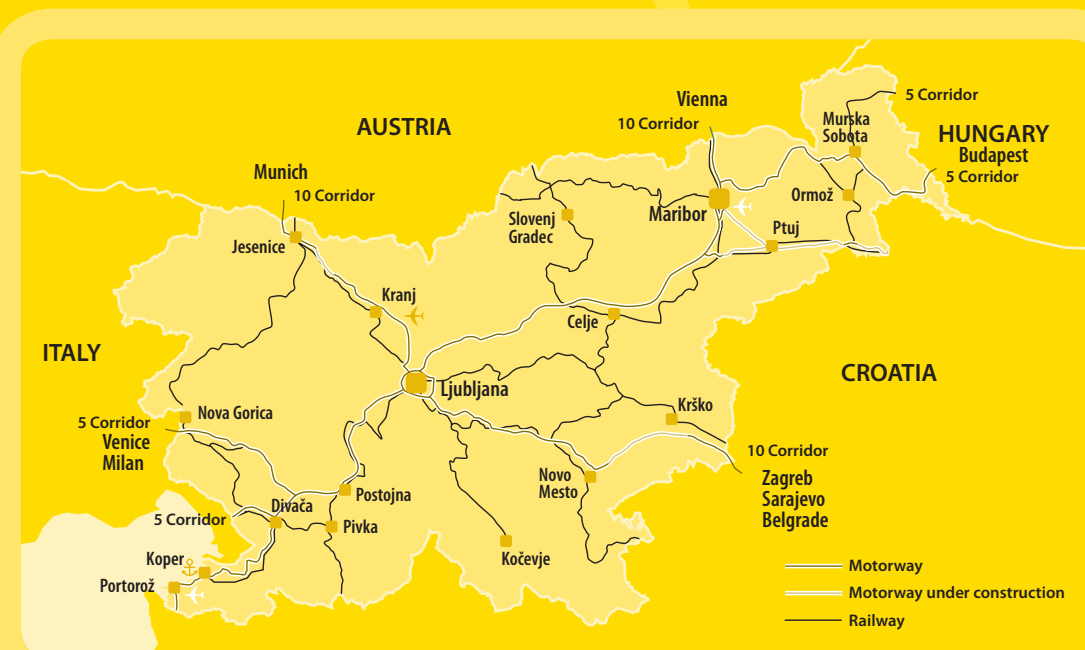 AUSTRIA
Vienna
10 Corridor
5 Corridor
Murska
Sobota
HUNGARY
Budapest
5 Corridor
Munich
10 Corridor
Jesenice
Slovenj
Gradec
Maribor
Ormož
Ptuj
Kranj
Celje
ITALY
CROATIA
Ljubljana
Nova Gorica
5 Corridor
Venice
Milan
Krško
10 Corridor
Zagreb
Sarajevo
Belgrade
Novo
Mesto
Postojna
Divača
5 Corridor
Pivka
Koper
Kočevje
Portorož
Motorway
Motorway under construction
Railway